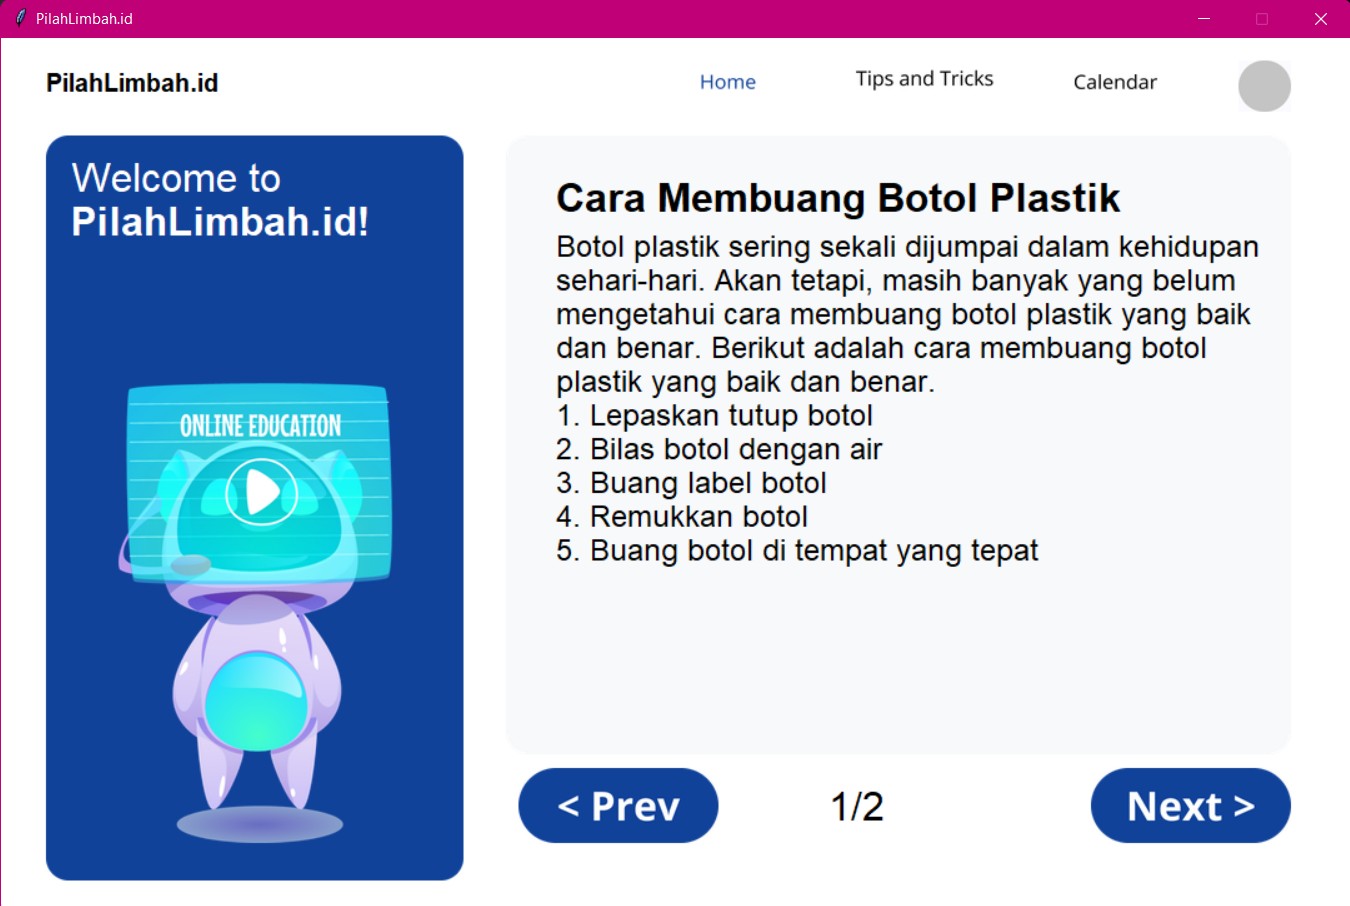 PilahLimbah.id
PilahLimbah.id
Home
Tips and Tricks
Calendar
Welcome to
PilahLimbah.id!
ONLINE EDUCATION
Cara Membuang Botol Plastik
Botol plastik sering sekali dijumpai dalam kehidupan
sehari-hari. Akan tetapi, masih banyak yang belum
mengetahui cara membuang botol plastik yang baik
dan benar. Berikut adalah cara membuang botol
plastik yang baik dan benar.
1. Lepaskan tutup botol
2. Bilas botol dengan air
3. Buang label botol
4. Remukkan botol
5. Buang botol di tempat yang tepat
< Prev
1/2
Next >